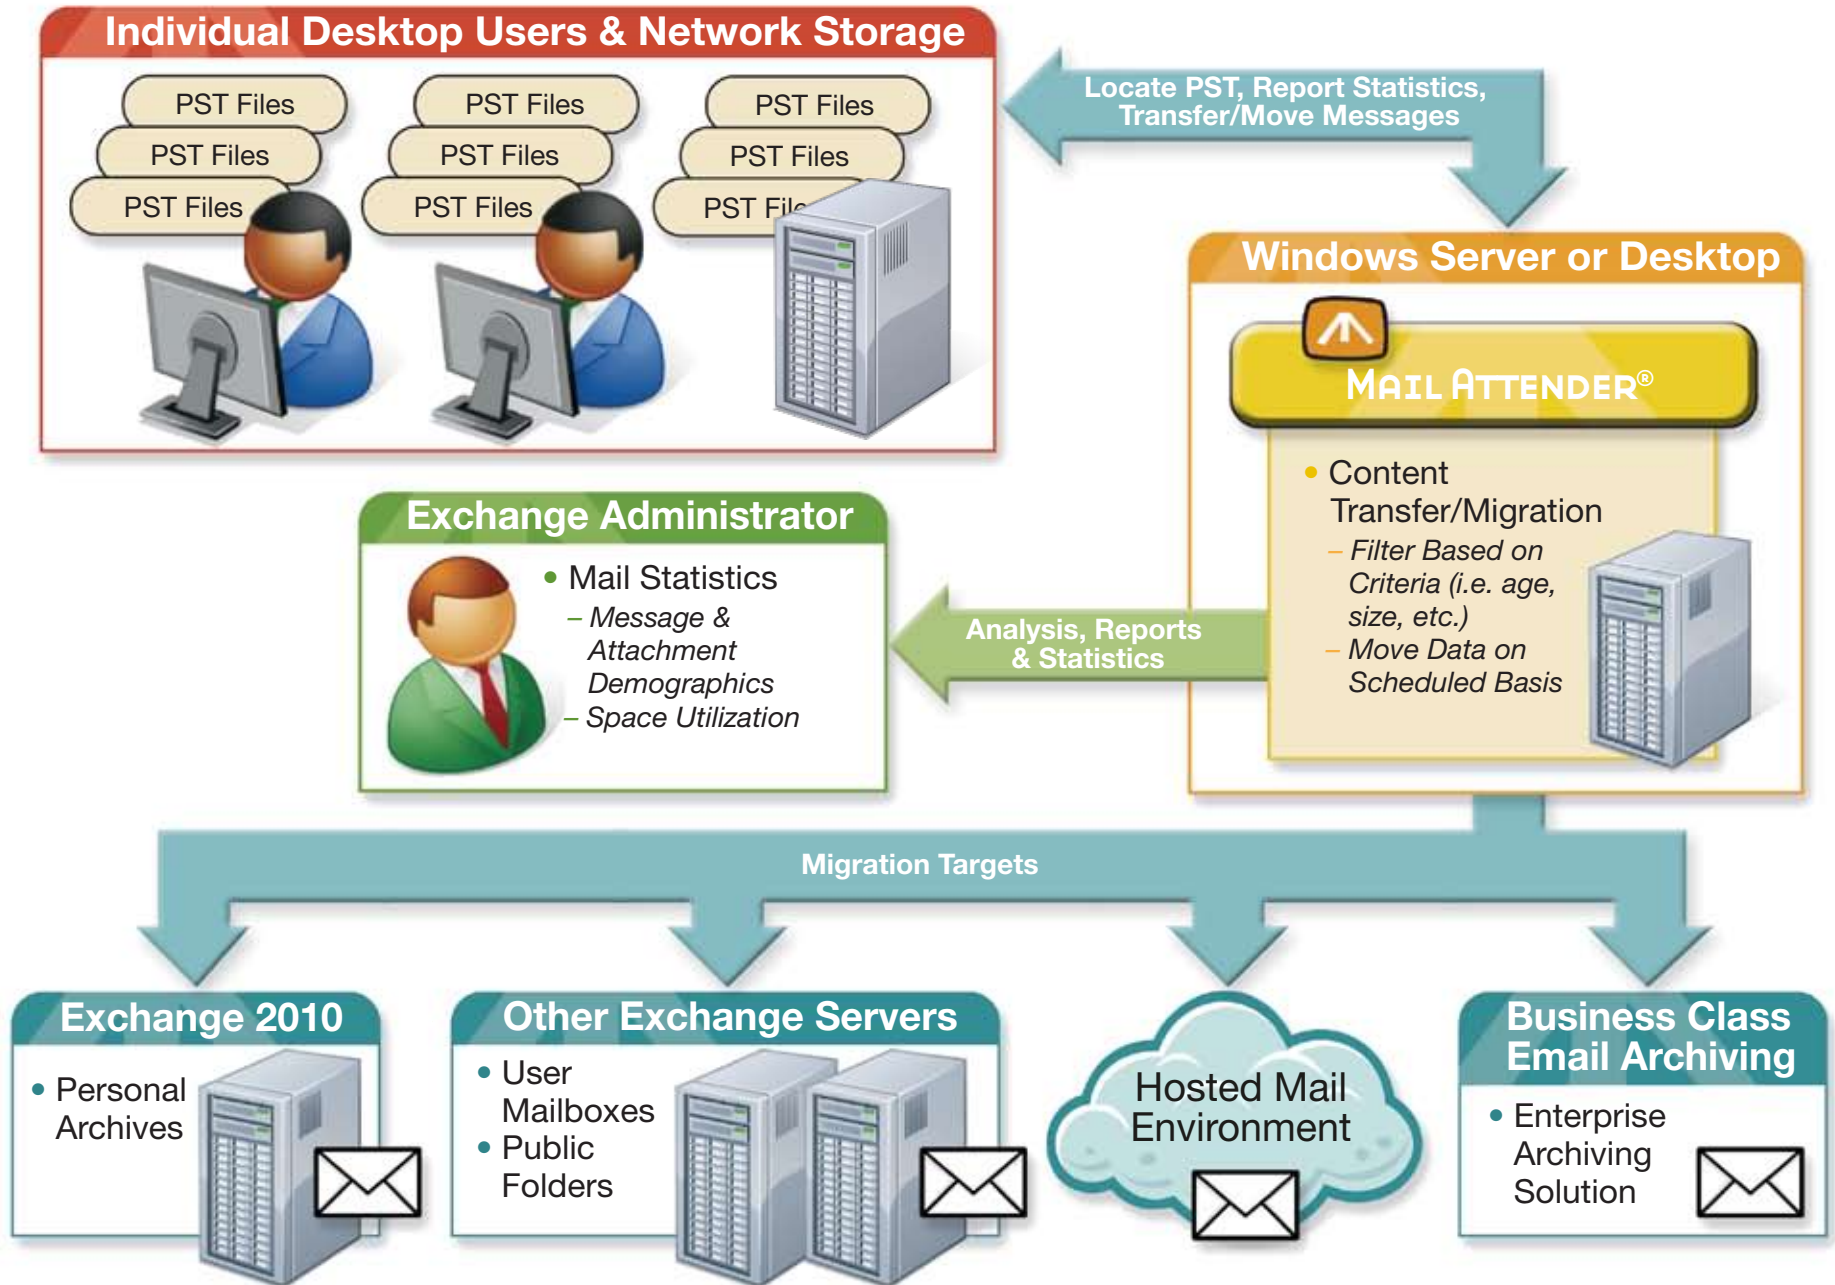 Individual Desktop Users & Network Storage
PST Files
PST Files
PST Files
PST Files
PST Files
PST Files
PST Files
PST Files
PST
Locate PST, Report Statistics,
Transfer/Move Messages
Windows Server or Desktop
MAIL ATTENDER®
• Content
Transfer/Migration
– Filter Based on
Criteria (i.e. age,
size, etc.)
– Move Data on
Scheduled Basis
Exchange Administrator
• Mail Statistics
– Message &
Attachment
Demographics
– Space Utilization
Analysis, Reports
& Statistics
Migration Targets
Exchange 2010
• Personal
Archives
Other Exchange Servers
• User
Mailboxes
• Public
Folders
Hosted Mail
Environment
Business Class
Email Archiving
• Enterprise
Archiving
Solution